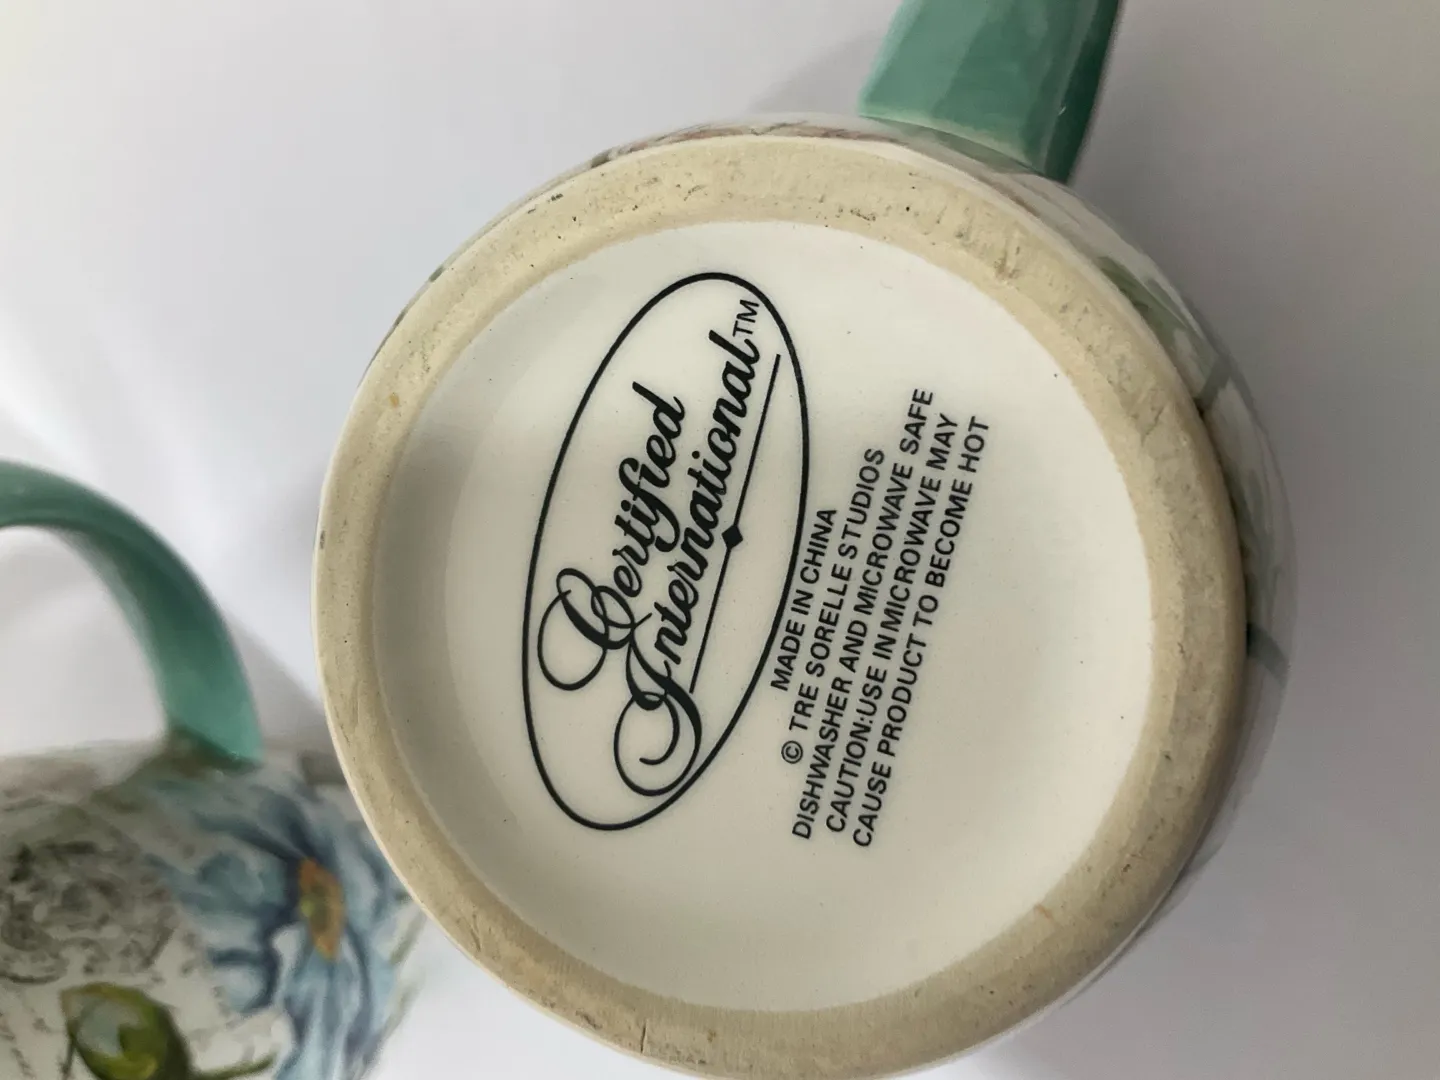 Certified
International™
MADE IN CHINA
© TRE SORELLE STUDIOS
DISHWASHER AND MICROWAVE SAFE
CAUTION:USE IN MICROWAVE MAY
CAUSE PRODUCT TO BECOME HOT